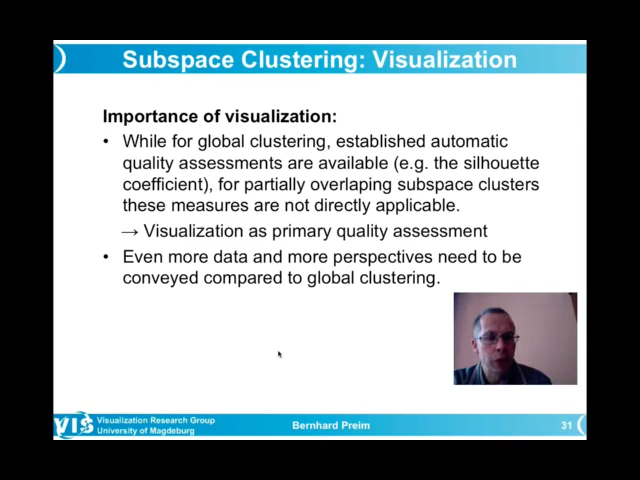 Subspace Clustering: Visualization
Importance of visualization:
• While for global clustering, established automatic
quality assessments are available (e.g. the silhouette
coefficient), for partially overlaping subspace clusters
these measures are not directly applicable.
→ Visualization as primary quality assessment
• Even more data and more perspectives need to be
conveyed compared to global clustering.
VIS
Visualization Research Group
University of Magdeburg
Bernhard Preim
31